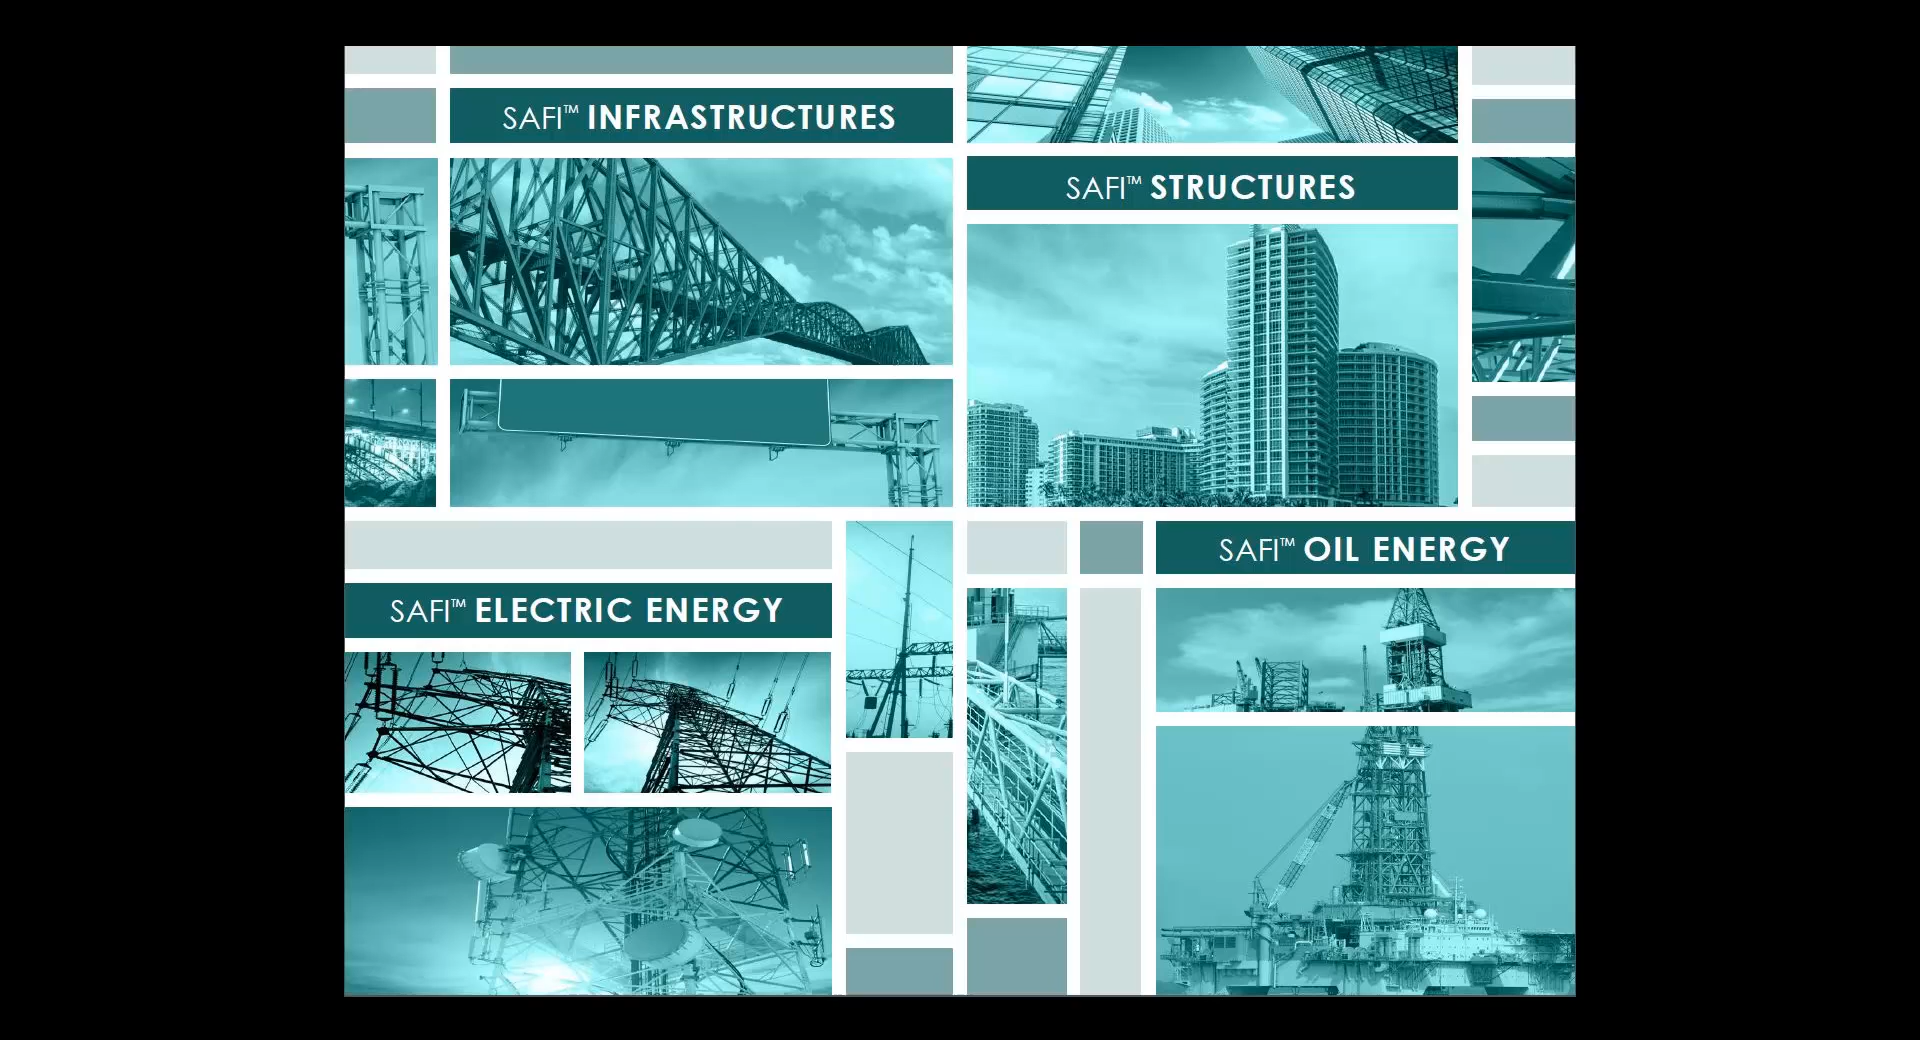 SAFI™ INFRASTRUCTURES
SAFI™ STRUCTURES
SAFI™ OIL ENERGY
SAFI™ ELECTRIC ENERGY